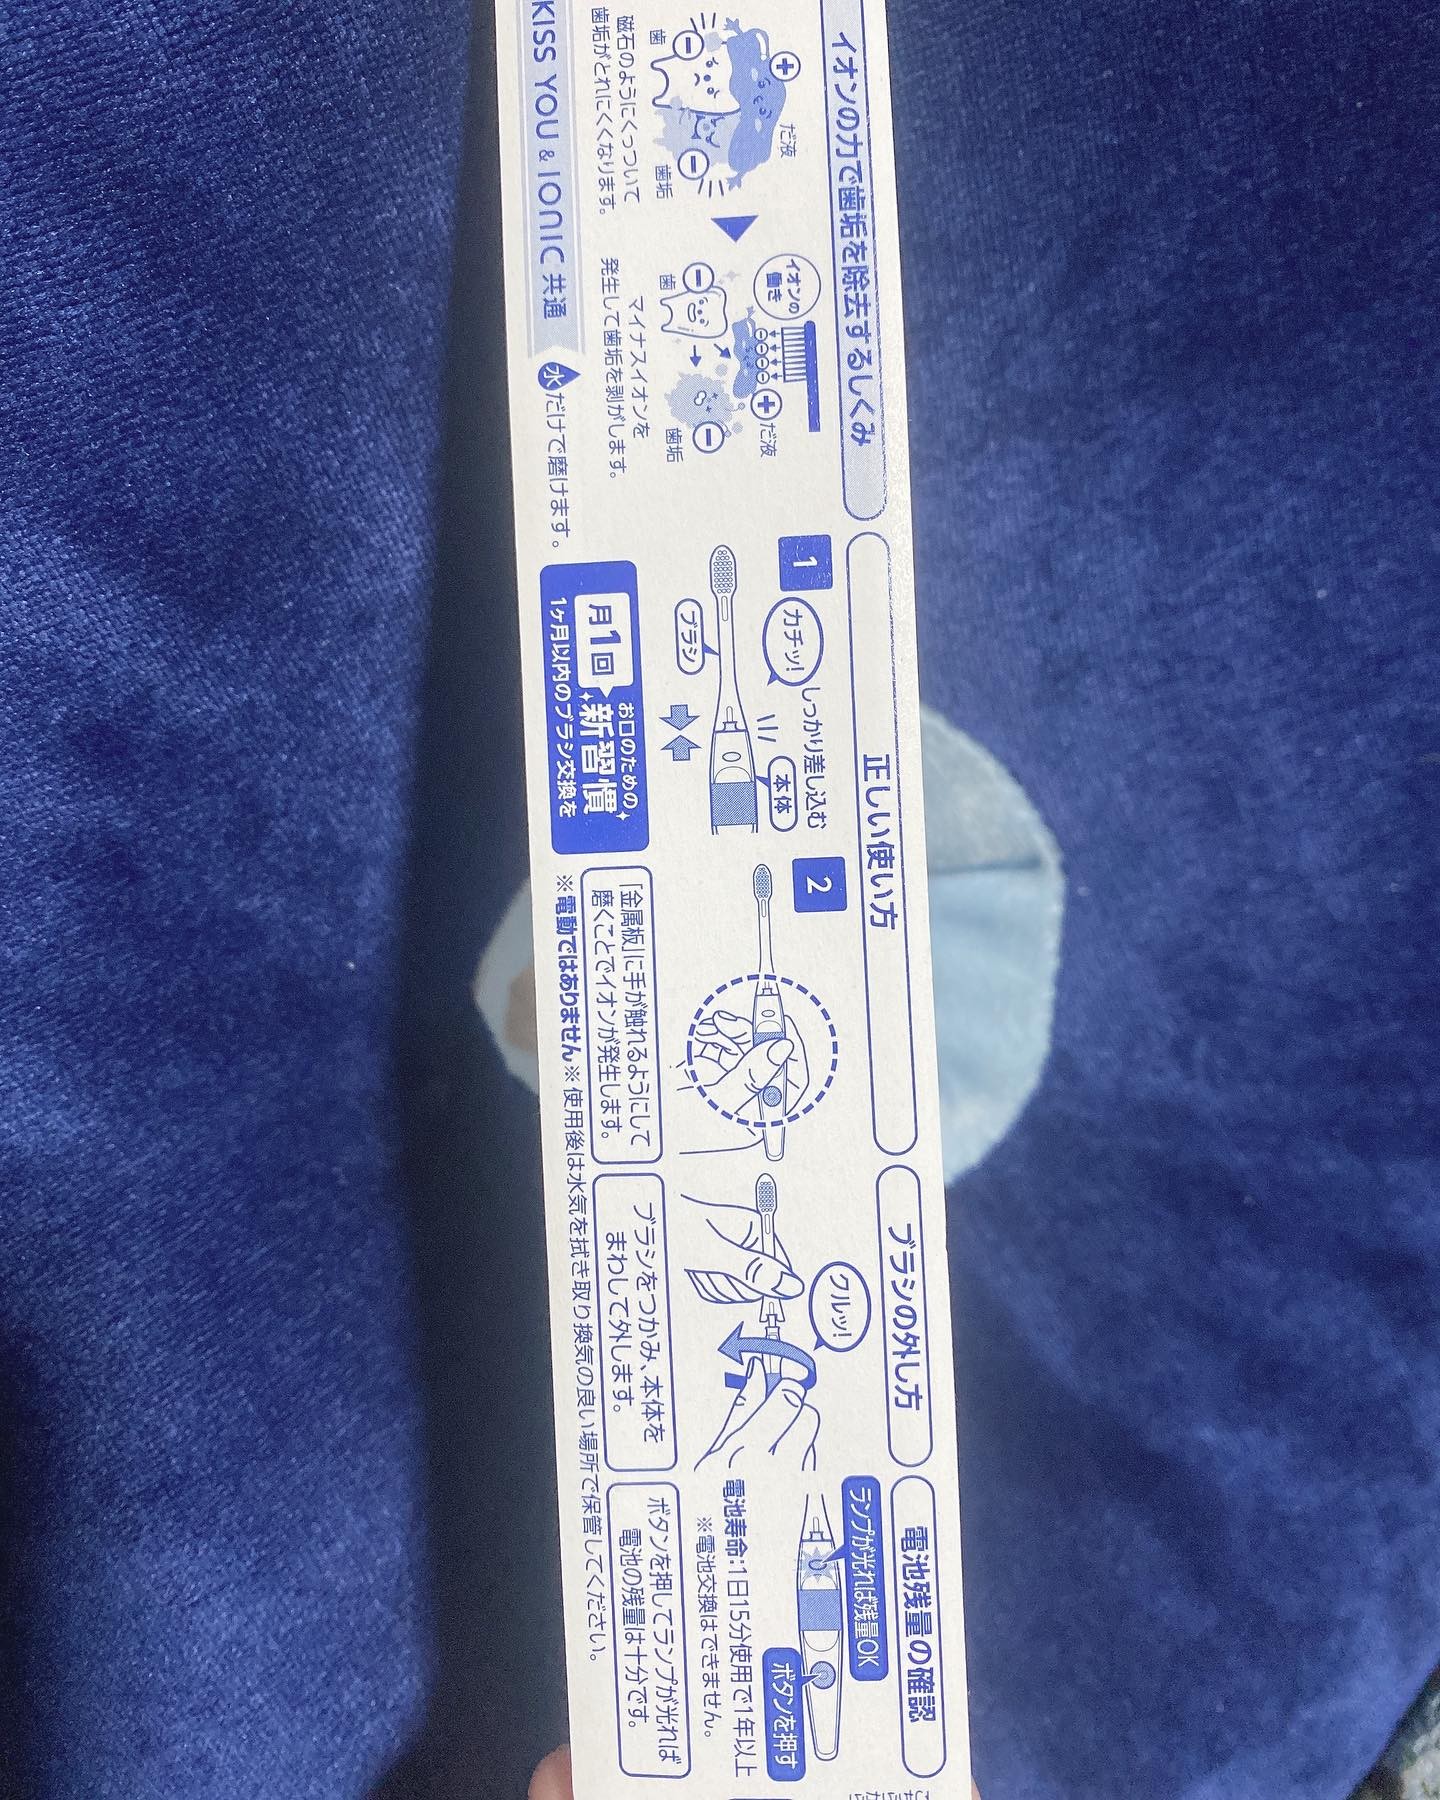 イオンの力で歯垢を除去するしくみ
だ液
歯
歯垢
磁石のようにくっついて
歯垢がとれにくくなります。
イオンの
働き
だ液
歯
歯垢
マイナスイオンを
発生して歯垢を剥がします。
KISS YOU & IONIC 共通
水だけで磨けます。
正しい使い方
1
カチッ!
しっかり差し込む
本体
ブラシ
月1回
お口のための
新習慣
1ヶ月以内のブラシ交換を
2
「金属板」に手が触れるようにして
磨くことでイオンが発生します。
※電動ではありません※使用後は水気を拭き取り換気の良い場所で保管してください。
ブラシの外し方
クルッ!
ブラシをつかみ、本体を
まわして外します。
電池残量の確認
ランプが光れば残量OK
ボタンを押す
電池寿命:1日15分使用で1年以上
※電池交換はできません。
ボタンを押してランプが光れば
電池の残量は十分です。